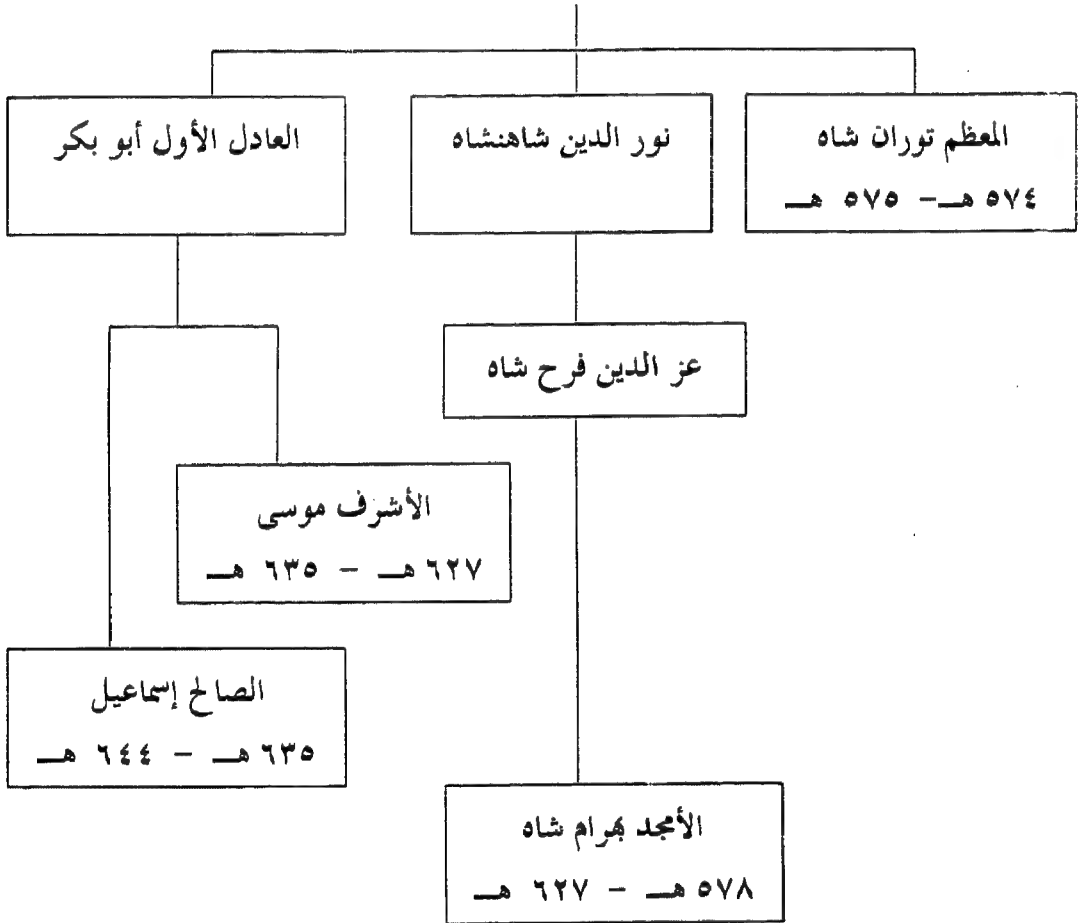 المعظم توران شاه
٥٧٤ هـ – ٥٧٥ هـ
نور الدين شاهنشاه
العادل الأول أبو بكر
عز الدين فرح شاه
الأشرف موسى
٦٢٧ هـ – ٦٣٥ هـ
الصالح إسماعيل
٦٣٥ هـ – ٦٤٤ هـ
الأمجد بهرام شاه
٥٧٨ هـ – ٦٢٧ هـ